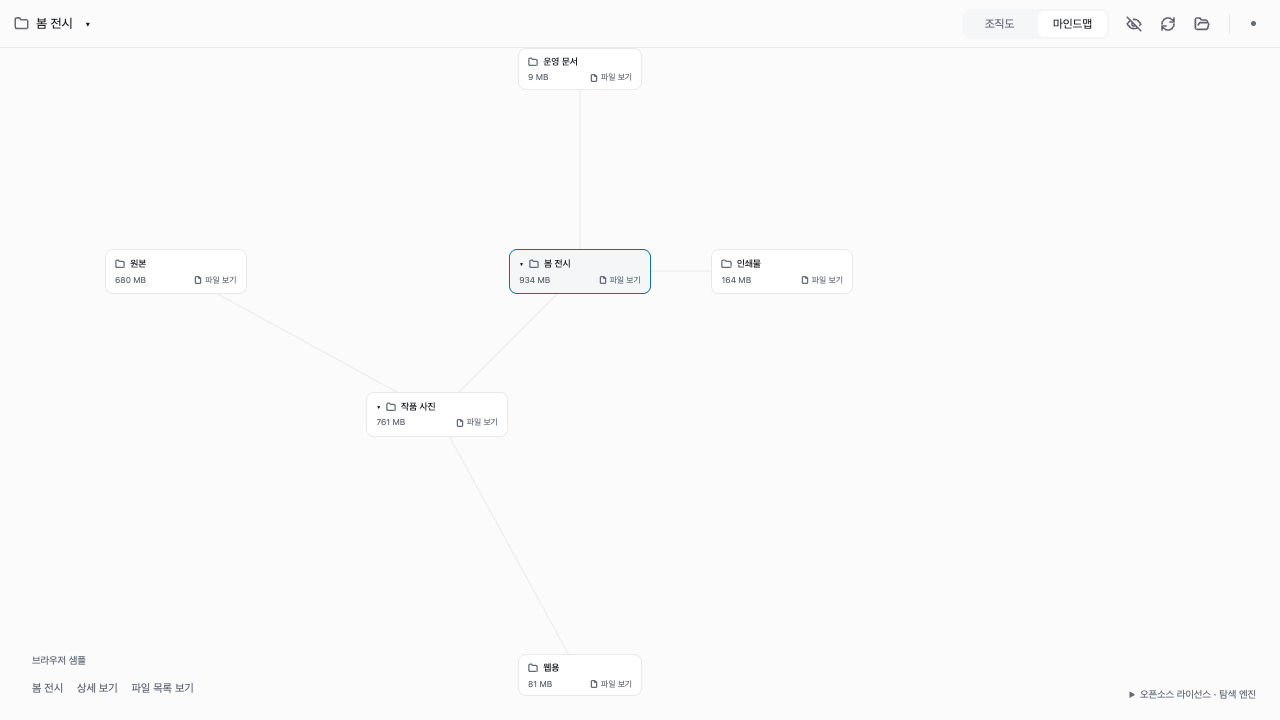 봄 전시
조직도
마인드맵
운영 문서
9 MB 파일 보기
원본
680 MB 파일 보기
봄 전시
934 MB 파일 보기
인쇄물
164 MB 파일 보기
작품 사진
761 MB 파일 보기
웹용
81 MB 파일 보기
브라우저 샘플
봄 전시 상세 보기 파일 목록 보기
오픈소스 라이선스 · 탐색 엔진